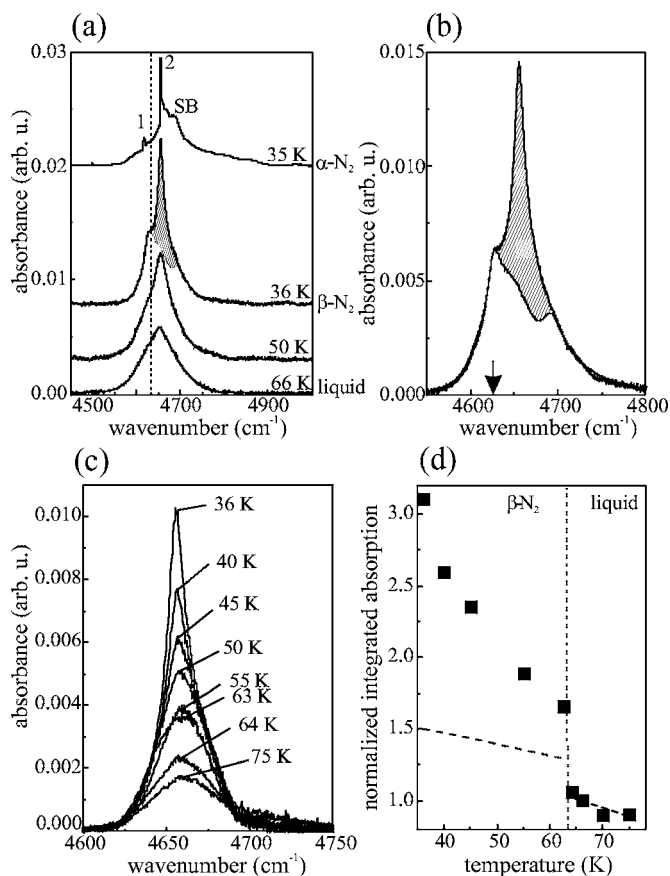 (a)
(b)
0.03
2
1
SB
35 K
α-N₂
0.02
0.01
36 K
β-N₂
50 K
0.00
66 K
liquid
4500
4700
4900
wavenumber (cm⁻¹)
absorbance (arb. u.)
0.015
0.010
0.005
0.000
4600
4700
4800
wavenumber (cm⁻¹)
absorbance (arb. u.)
(c)
(d)
0.010
0.008
0.006
0.004
0.002
0.000
36 K
40 K
45 K
50 K
55 K
63 K
64 K
75 K
4600
4650
4700
4750
wavenumber (cm⁻¹)
absorbance (arb. u.)
β-N₂
liquid
3.0
2.5
2.0
1.5
1.0
40
50
60
70
temperature (K)
normalized integrated absorption